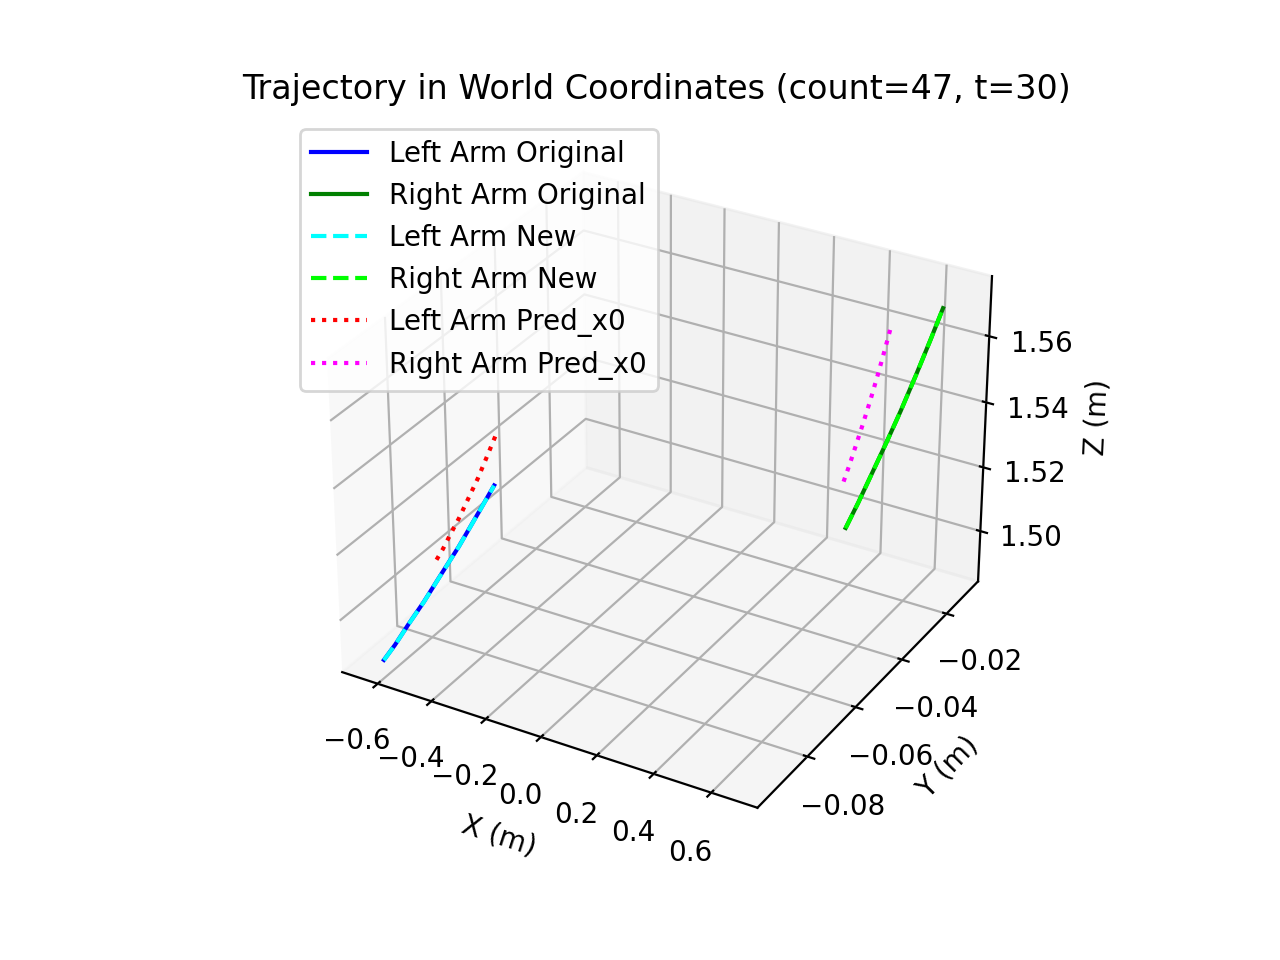 Trajectory in World Coordinates (count=47, t=30)
Left Arm Original
Right Arm Original
Left Arm New
Right Arm New
Left Arm Pred_x0
Right Arm Pred_x0
1.56
1.54
1.52
1.50
Z (m)
−0.02
−0.04
−0.06
−0.08
Y (m)
−0.6
−0.4
−0.2
0.0
0.2
0.4
0.6
X (m)